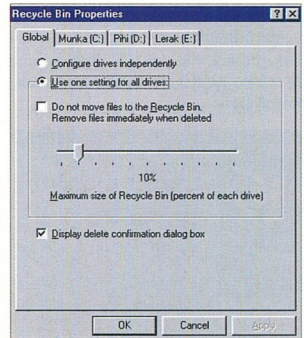 Recycle Bin Properties
Global Munka (C:) Pihi (D:) Lerak (E:)
Configure drives independently
Use one setting for all drives:
Do not move files to the Recycle Bin.
Remove files immediately when deleted
10%
Maximum size of Recycle Bin (percent of each drive)
Display delete confirmation dialog box
OK Cancel Apply